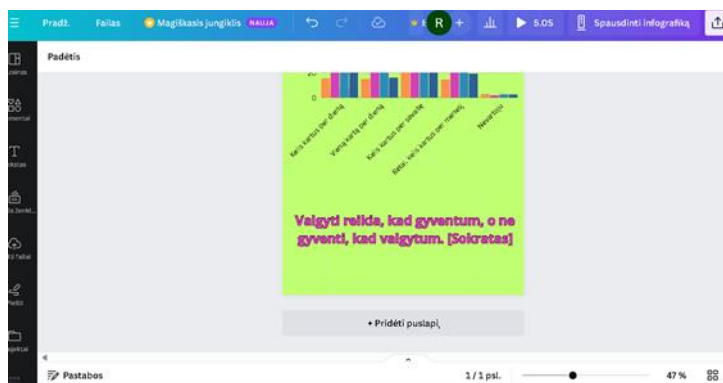 Pradž. Failas Magiškasis jungiklis NAUJA R + 5.05 Spausdinti infografiką
Padėtis
0
Kelis kartus per dieną
Vieną kartą per dieną
Kelis kartus per savaitę
Retai, kelis kartus per mėnesį
Nevartoju
Valgyti reikia, kad gyventum, o ne
gyventi, kad valgytum. [Sokratas]
+ Pridėti puslapį
Pastabos 1/1 psl. 47 %